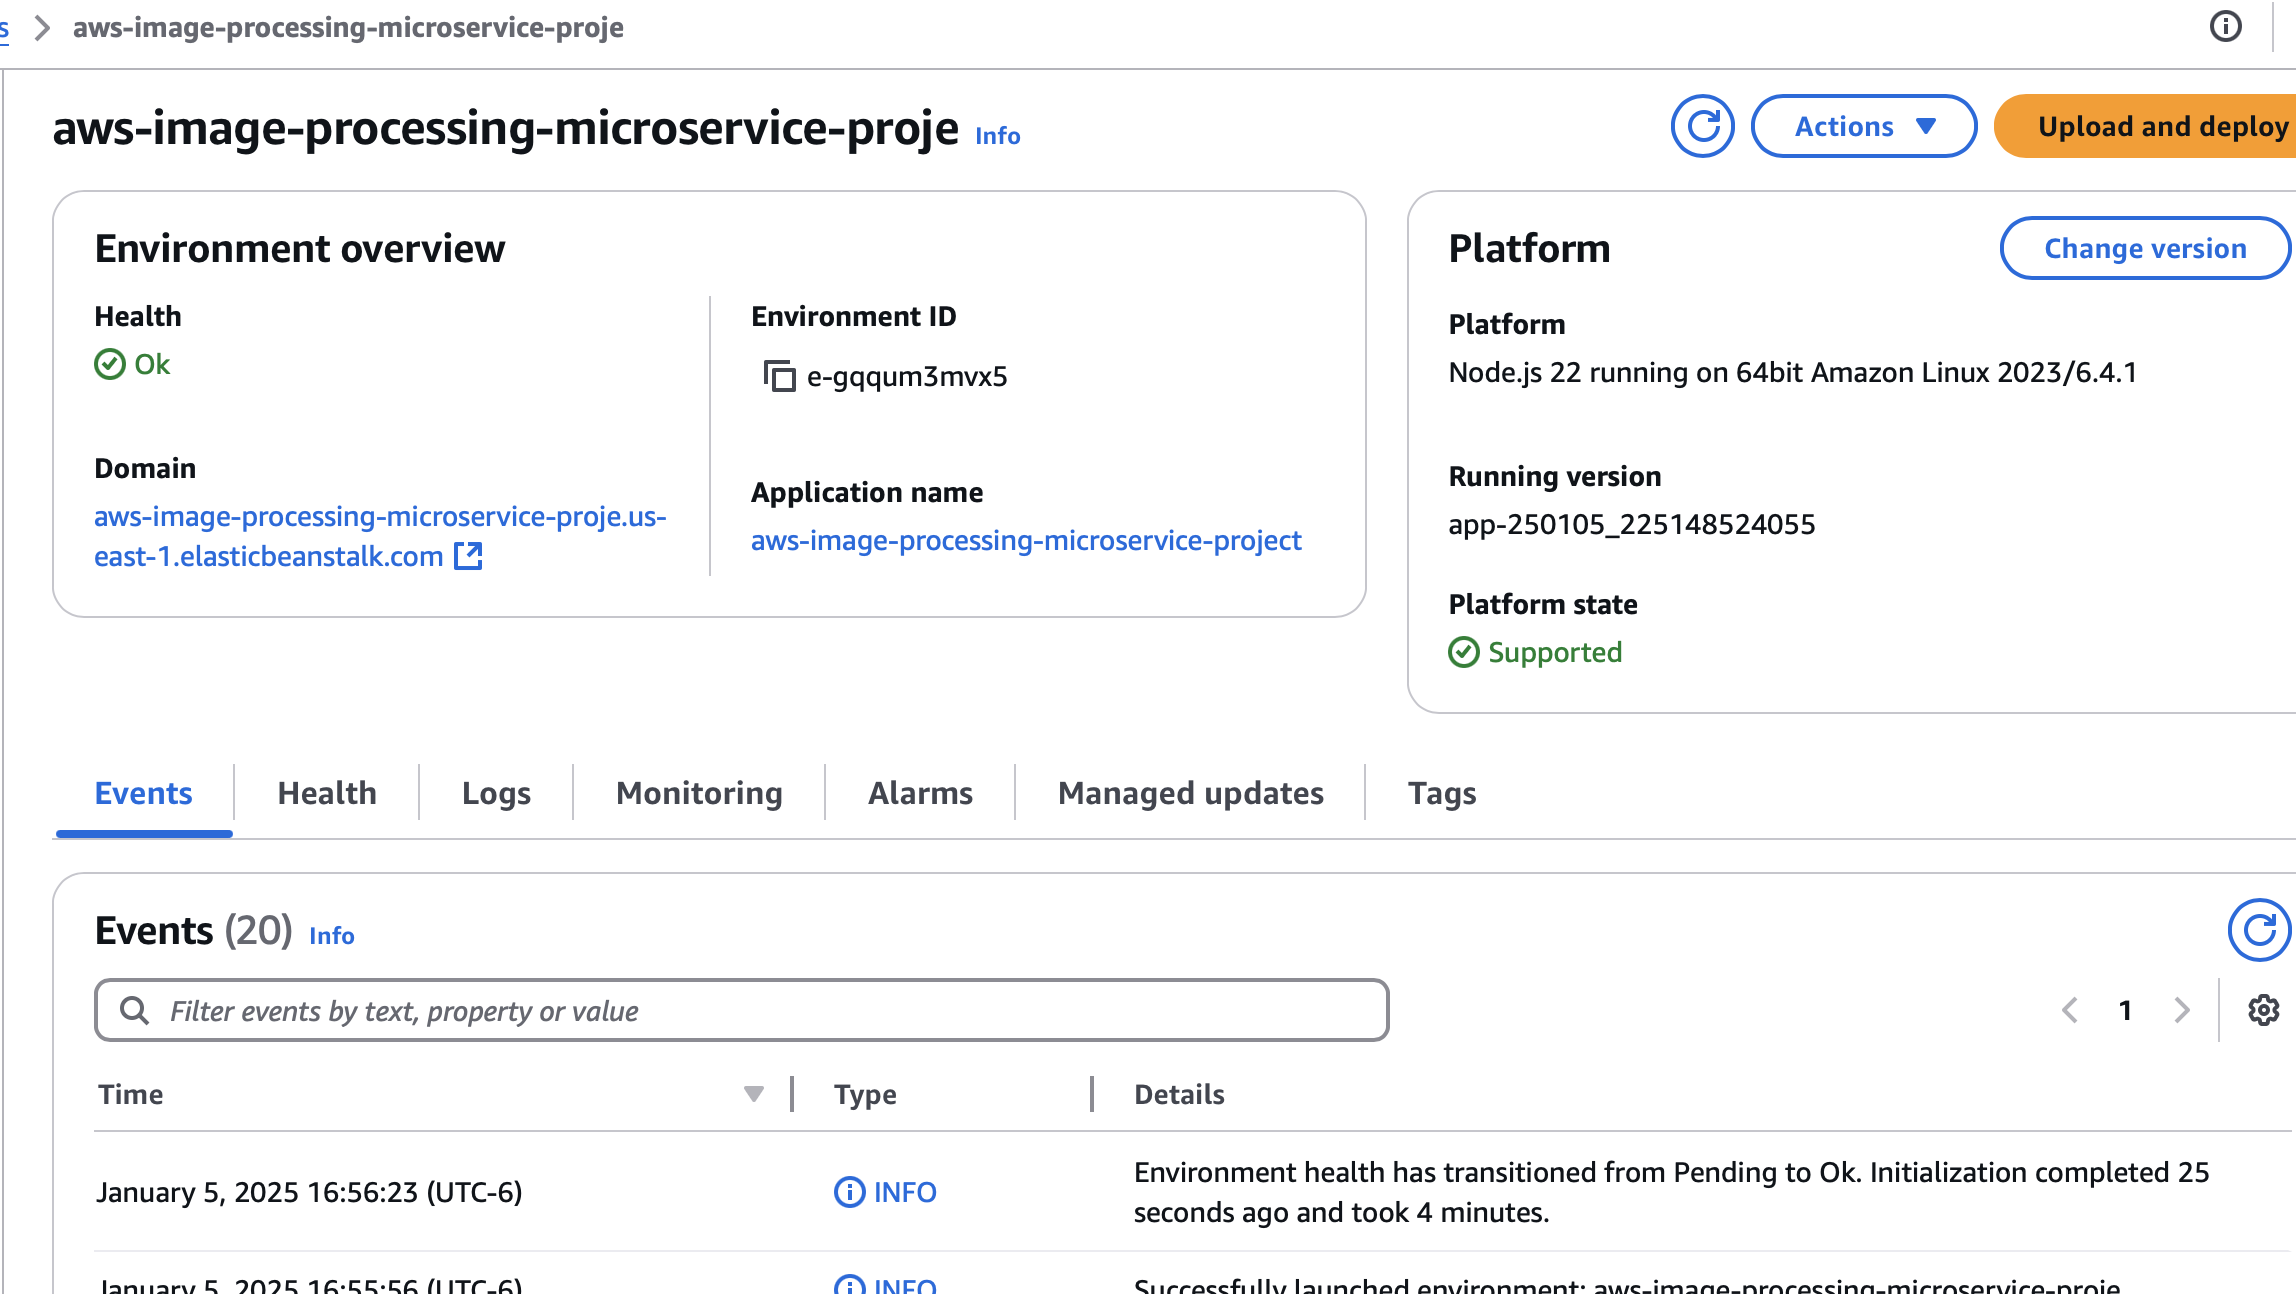 s > aws-image-processing-microservice-proje
aws-image-processing-microservice-proje Info
Actions
Upload and deploy
Environment overview
Health
Ok
Domain
aws-image-processing-microservice-proje.us-
east-1.elasticbeanstalk.com
Environment ID
e-gqqum3mvx5
Application name
aws-image-processing-microservice-project
Platform
Change version
Platform
Node.js 22 running on 64bit Amazon Linux 2023/6.4.1
Running version
app-250105_225148524055
Platform state
Supported
Events Health Logs Monitoring Alarms Managed updates Tags
Events (20) Info
Filter events by text, property or value
1
Time Type Details
January 5, 2025 16:56:23 (UTC-6) INFO Environment health has transitioned from Pending to Ok. Initialization completed 25
seconds ago and took 4 minutes.
January 5, 2025 16:55:56 (UTC-6) INFO Successfully launched environment: aws-image-processing-microservice-proje